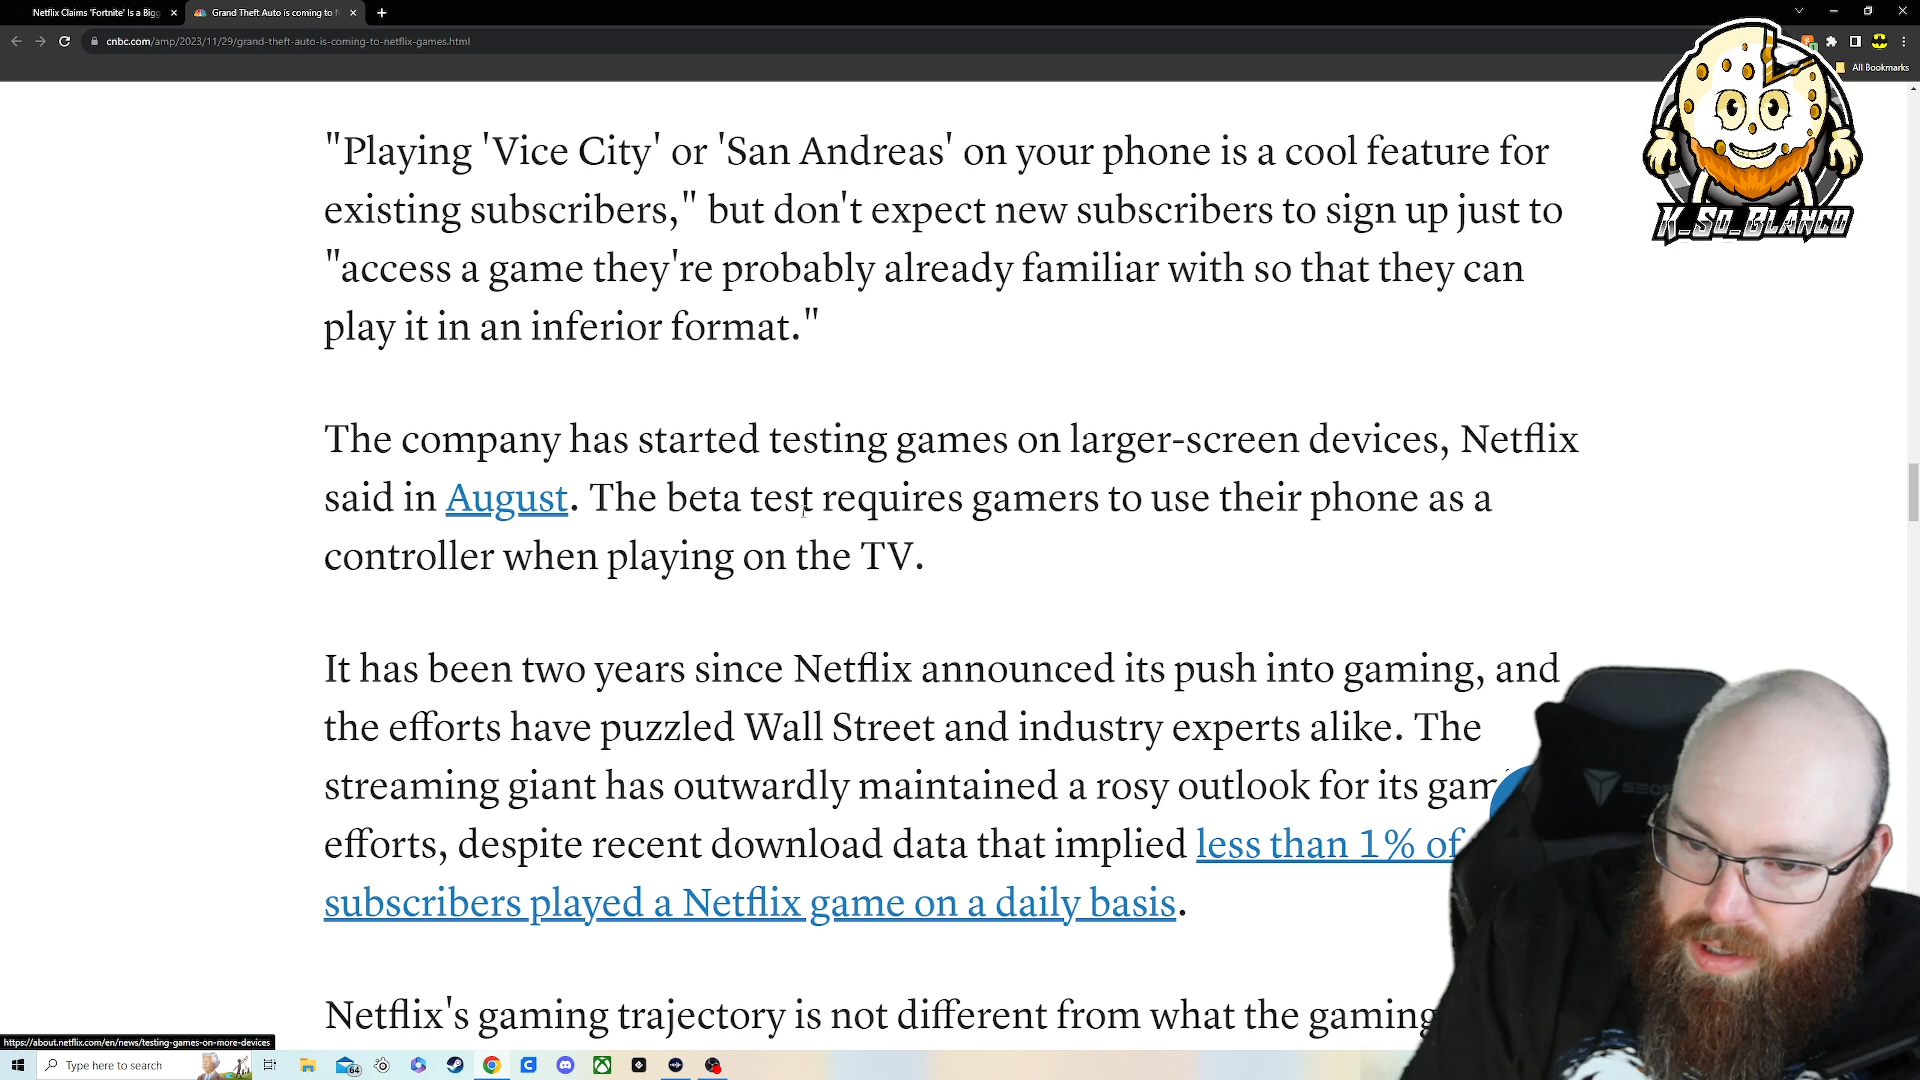 Netflix Claims 'Fortnite' Is a Bigg
Grand Theft Auto is coming to N
cnbc.com/amp/2023/11/29/grand-theft-auto-is-coming-to-netflix-games.html
All Bookmarks
K_So_Blanco
"Playing 'Vice City' or 'San Andreas' on your phone is a cool feature for
existing subscribers," but don't expect new subscribers to sign up just to
"access a game they're probably already familiar with so that they can
play it in an inferior format."
The company has started testing games on larger-screen devices, Netflix
said in August. The beta test requires gamers to use their phone as a
controller when playing on the TV.
It has been two years since Netflix announced its push into gaming, and
the efforts have puzzled Wall Street and industry experts alike. The
streaming giant has outwardly maintained a rosy outlook for its gam
efforts, despite recent download data that implied less than 1% of
subscribers played a Netflix game on a daily basis.
Netflix's gaming trajectory is not different from what the gaming
https://about.netflix.com/en/news/testing-games-on-more-devices
Type here to search
64